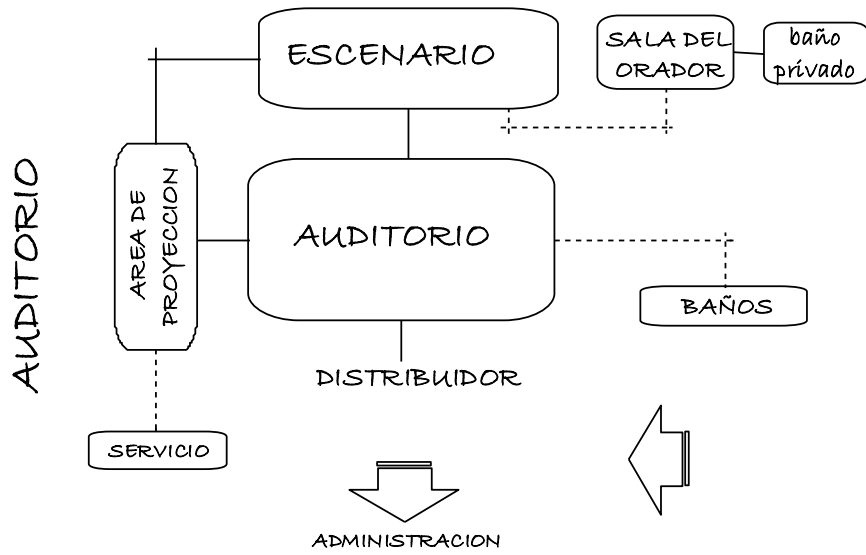 AUDITORIO
ESCENARIO
SALA DEL
ORADOR
baño
privado
AREA DE
PROYECCION
AUDITORIO
BAÑOS
DISTRIBUIDOR
SERVICIO
ADMINISTRACION